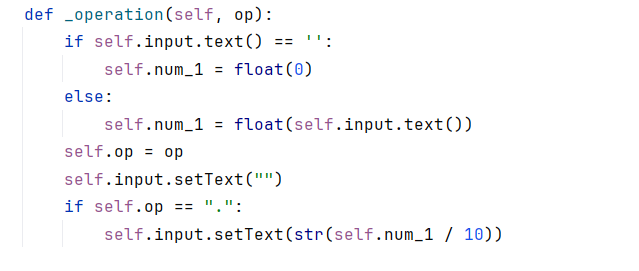 def _operation(self, op):
    if self.input.text() == '':
        self.num_1 = float(0)
    else:
        self.num_1 = float(self.input.text())
    self.op = op
    self.input.setText("")
    if self.op == ".":
        self.input.setText(str(self.num_1 / 10))